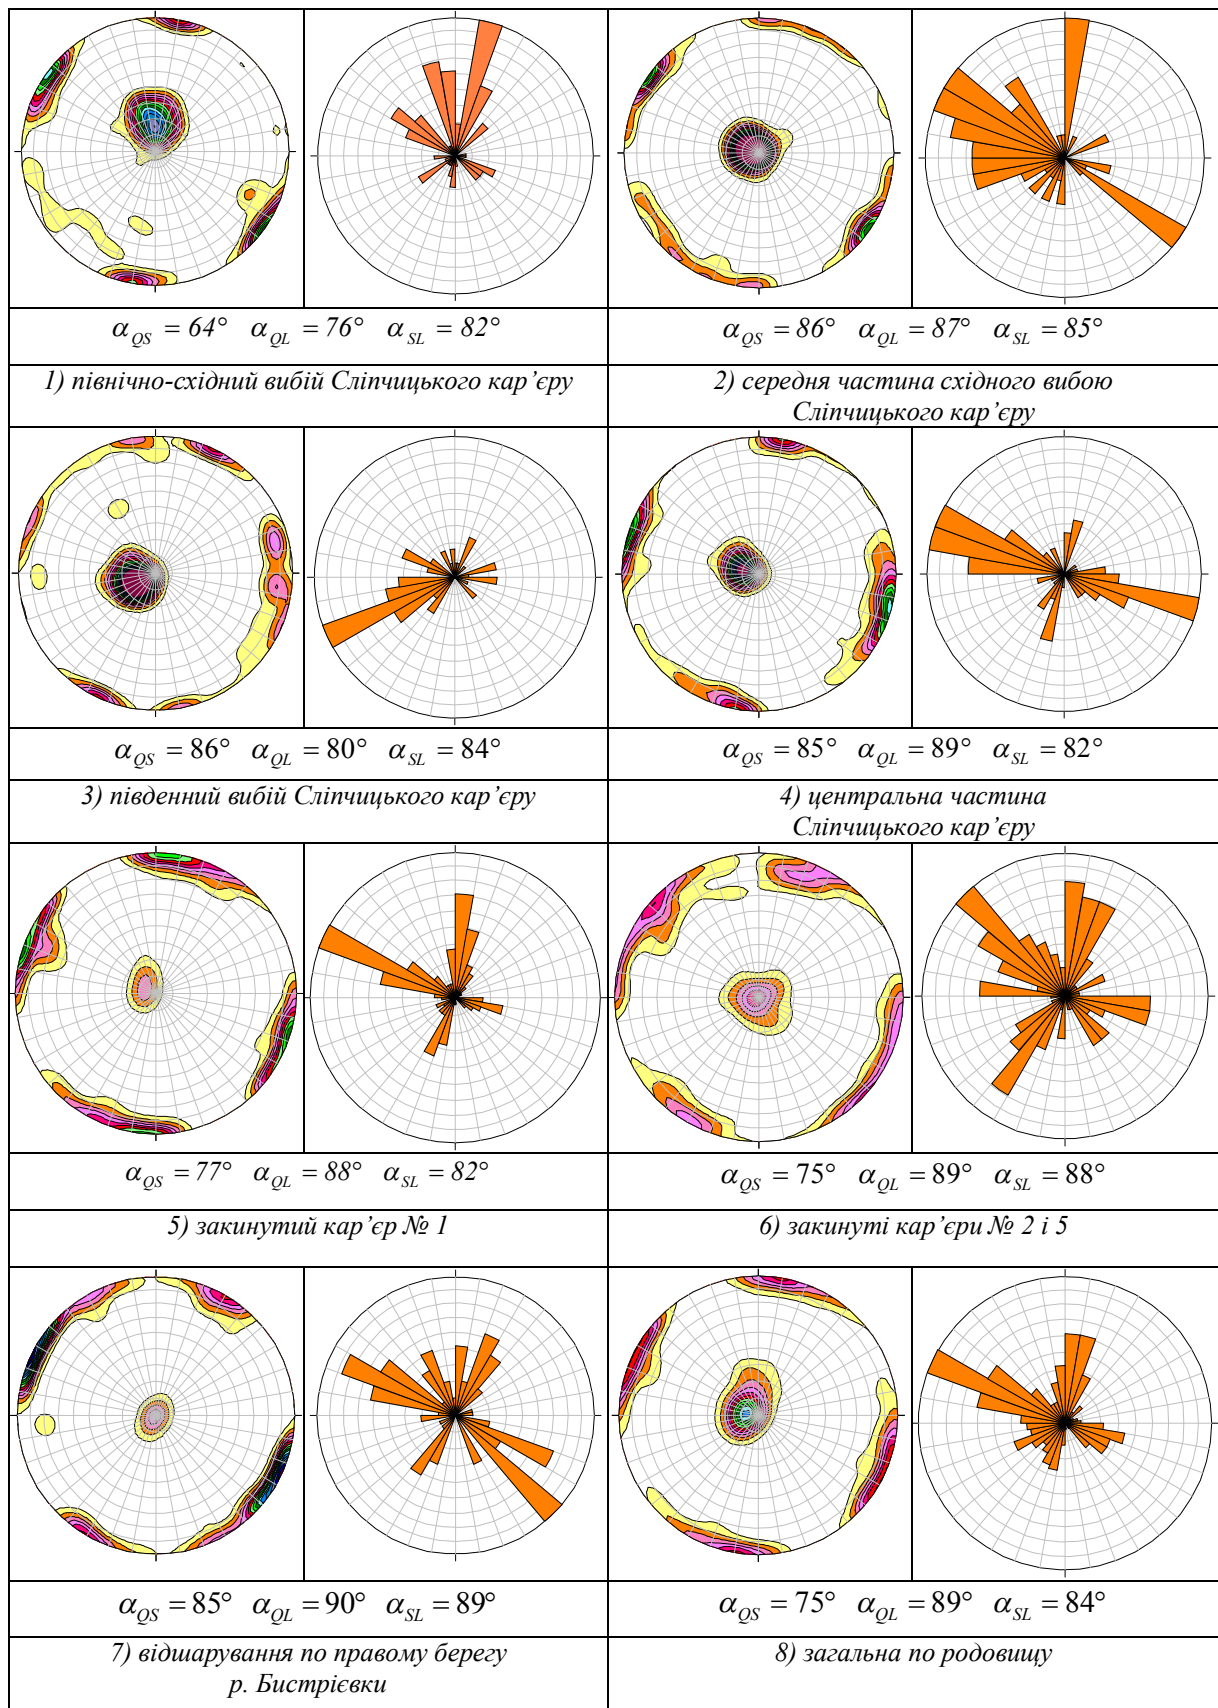 α_QS = 64° α_QL = 76° α_SL = 82°
α_QS = 86° α_QL = 87° α_SL = 85°
1) північно-східний вибій Сліпчицького кар’єру
2) середня частина східного вибою
Сліпчицького кар’єру
α_QS = 86° α_QL = 80° α_SL = 84°
α_QS = 85° α_QL = 89° α_SL = 82°
3) південний вибій Сліпчицького кар’єру
4) центральна частина
Сліпчицького кар’єру
α_QS = 77° α_QL = 88° α_SL = 82°
α_QS = 75° α_QL = 89° α_SL = 88°
5) закинутий кар’єр № 1
6) закинуті кар’єри № 2 і 5
α_QS = 85° α_QL = 90° α_SL = 89°
α_QS = 75° α_QL = 89° α_SL = 84°
7) відшарування по правому берегу
р. Бистрієвки
8) загальна по родовищу